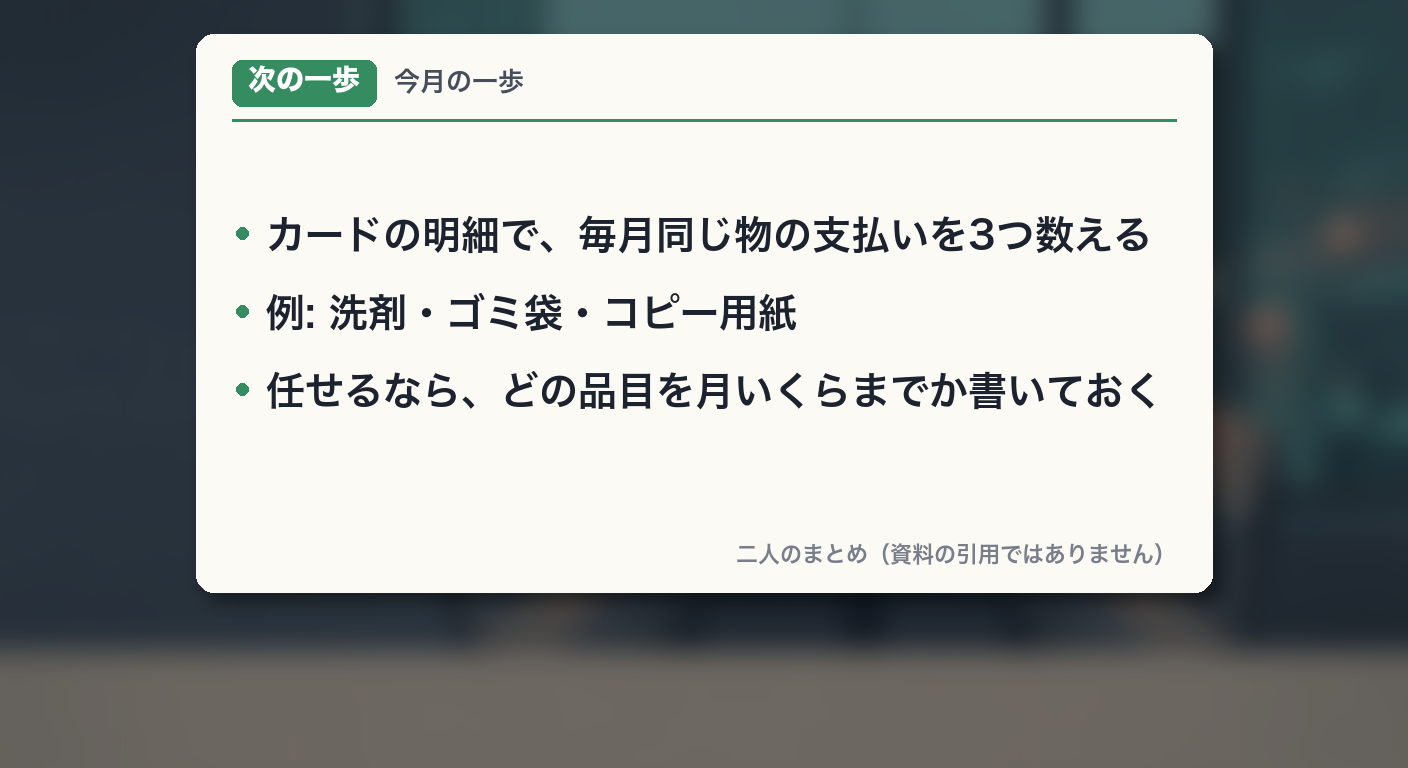 次の一歩 今月の一歩
・カードの明細で、毎月同じ物の支払いを3つ数える
・例: 洗剤・ゴミ袋・コピー用紙
・任せるなら、どの品目を月いくらまでか書いておく
二人のまとめ（資料の引用ではありません）